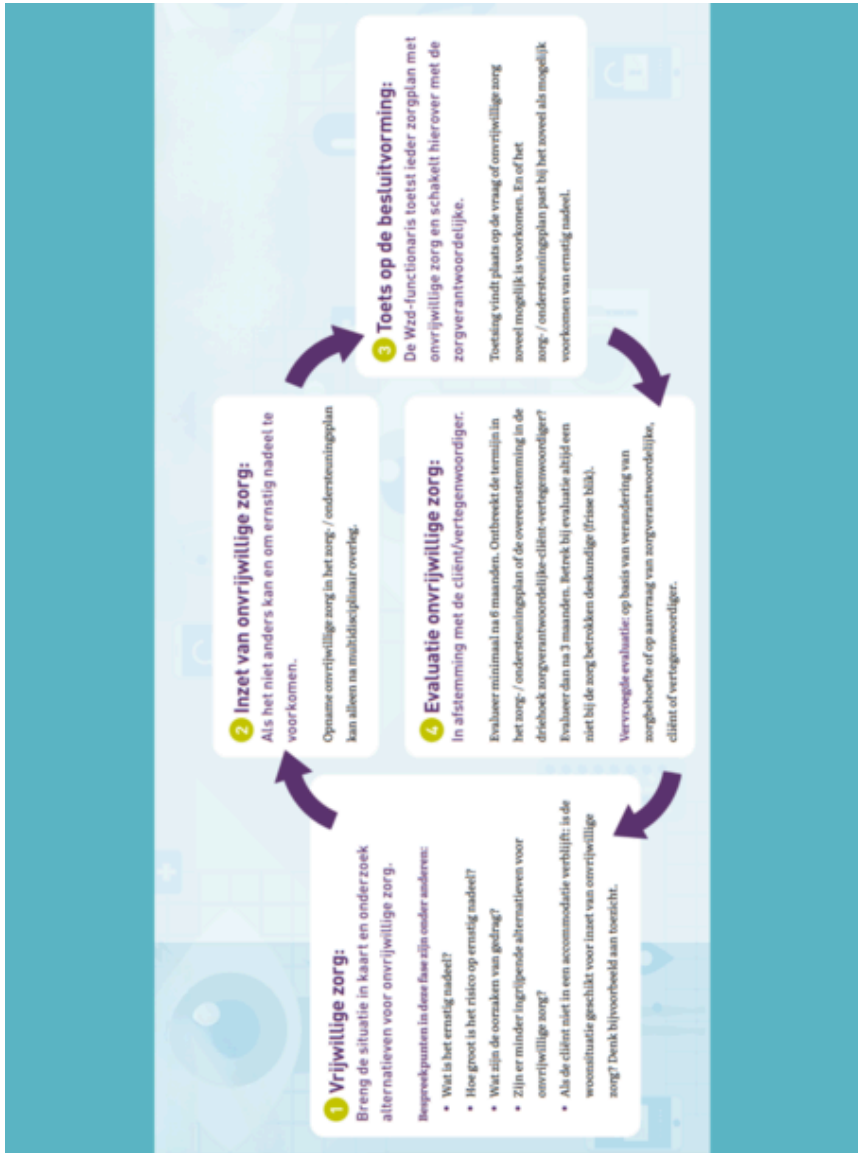 1 Vrijwillige zorg:
Breng de situatie in kaart en onderzoek
alternatieven voor onvrijwillige zorg.
Bespreekpunten in deze fase zijn onder anderen:
• Wat is het ernstig nadeel?
• Hoe groot is het risico op ernstig nadeel?
• Wat zijn de oorzaken van gedrag?
• Zijn er minder ingrijpende alternatieven voor
onvrijwillige zorg?
• Als de cliënt niet in een accommodatie verblijft: is de
woonsituatie geschikt voor inzet van onvrijwillige
zorg? Denk bijvoorbeeld aan toezicht.
2 Inzet van onvrijwillige zorg:
Als het niet anders kan en om ernstig nadeel te
voorkomen.
Opname onvrijwillige zorg in het zorg- / ondersteuningsplan
kan alleen na multidisciplinair overleg.
3 Toets op de besluitvorming:
De Wzd-functionaris toetst ieder zorgplan met
onvrijwillige zorg en schakelt hierover met de
zorgverantwoordelijke.
Toetsing vindt plaats op de vraag of onvrijwillige zorg
zoveel mogelijk is voorkomen. En of het
zorg- / ondersteuningsplan past bij het zoveel als mogelijk
voorkomen van ernstig nadeel.
4 Evaluatie onvrijwillige zorg:
In afstemming met de cliënt/vertegenwoordiger.
Evalueer minimaal na 6 maanden. Ontbreekt de termijn in
het zorg- / ondersteuningsplan of de overeenstemming in de
driehoek zorgverantwoordelijke-cliënt-vertegenwoordiger?
Evalueer dan na 3 maanden. Betrek bij evaluatie altijd een
niet bij de zorg betrokken deskundige (frisse blik).
Vervroegde evaluatie: op basis van verandering van
zorgbehoefte of op aanvraag van zorgverantwoordelijke,
cliënt of vertegenwoordiger.